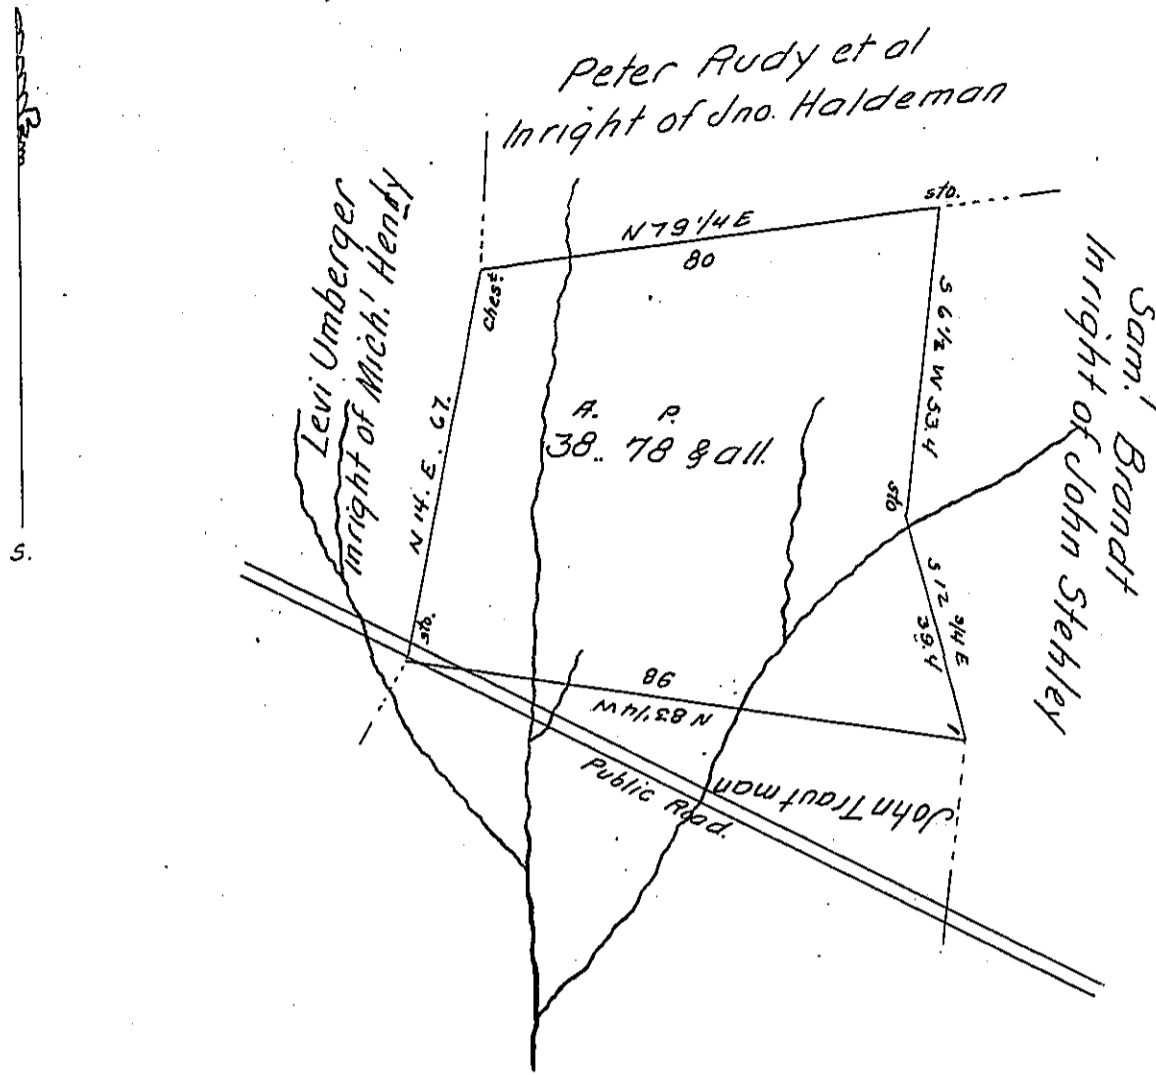 Peter Rudy et al
Inright of Jno. Haldeman
Levi Umberger
Inright of Mich.l Henry
Sam.l Brandt
Inright of John Stehley
N 79 1/4 E
80
sto.
Chest
S 6 1/2 W 53.4
N 14. E. 67.
A. P.
38.. 78 & all.
sto
S 12 3/4 E
39.4
sto.
98
N 83 1/4 W
John Trautman
Public Road.
S.